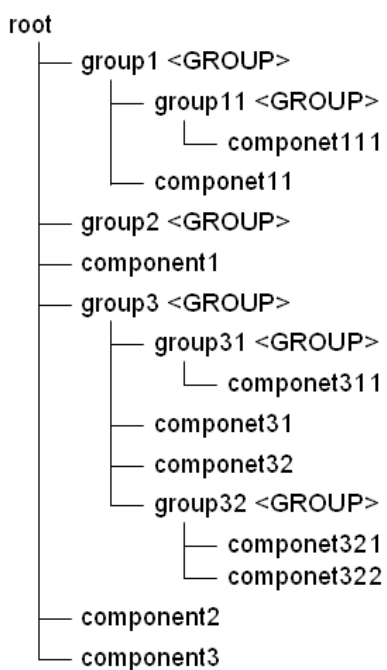 root
group1 <GROUP>
group11 <GROUP>
componet111
componet11
group2 <GROUP>
component1
group3 <GROUP>
group31 <GROUP>
componet311
componet31
componet32
group32 <GROUP>
componet321
componet322
component2
component3